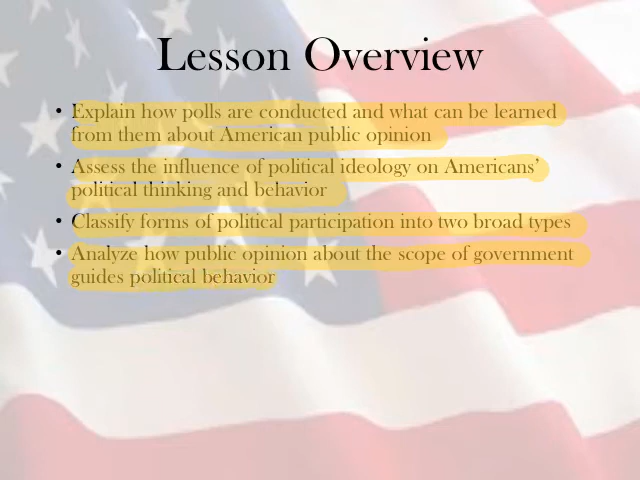 Lesson Overview
• Explain how polls are conducted and what can be learned
from them about American public opinion
• Assess the influence of political ideology on Americans’
political thinking and behavior
• Classify forms of political participation into two broad types
• Analyze how public opinion about the scope of government
guides political behavior